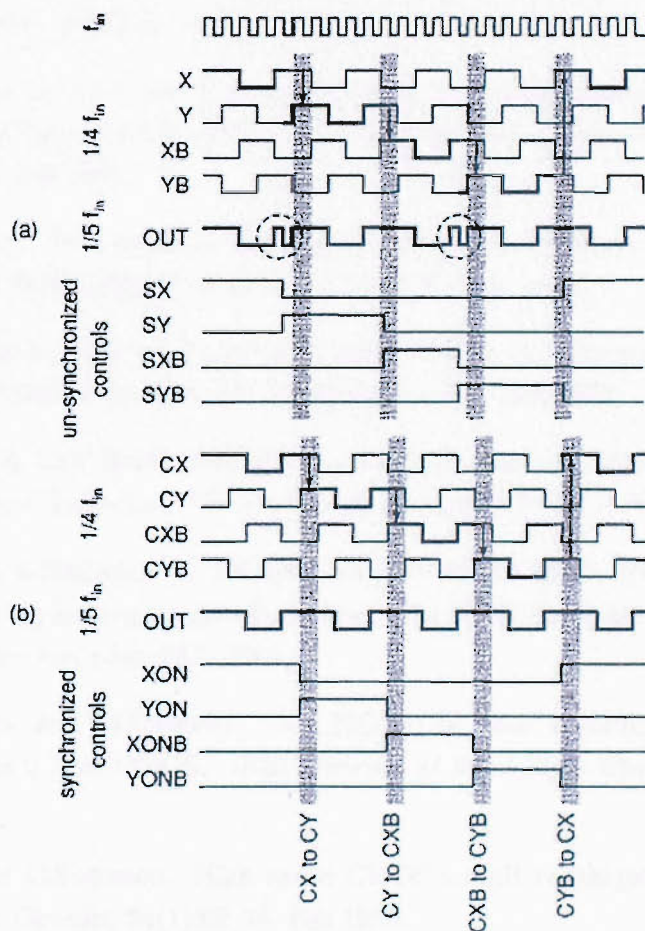 f_in
X
Y
XB
YB
1/4 f_in
(a)
1/5 f_in
OUT
SX
SY
SXB
SYB
un-synchronized
controls
CX
CY
CXB
CYB
1/4 f_in
(b)
1/5 f_in
OUT
XON
YON
XONB
YONB
synchronized
controls
CX to CY
CY to CXB
CXB to CYB
CYB to CX